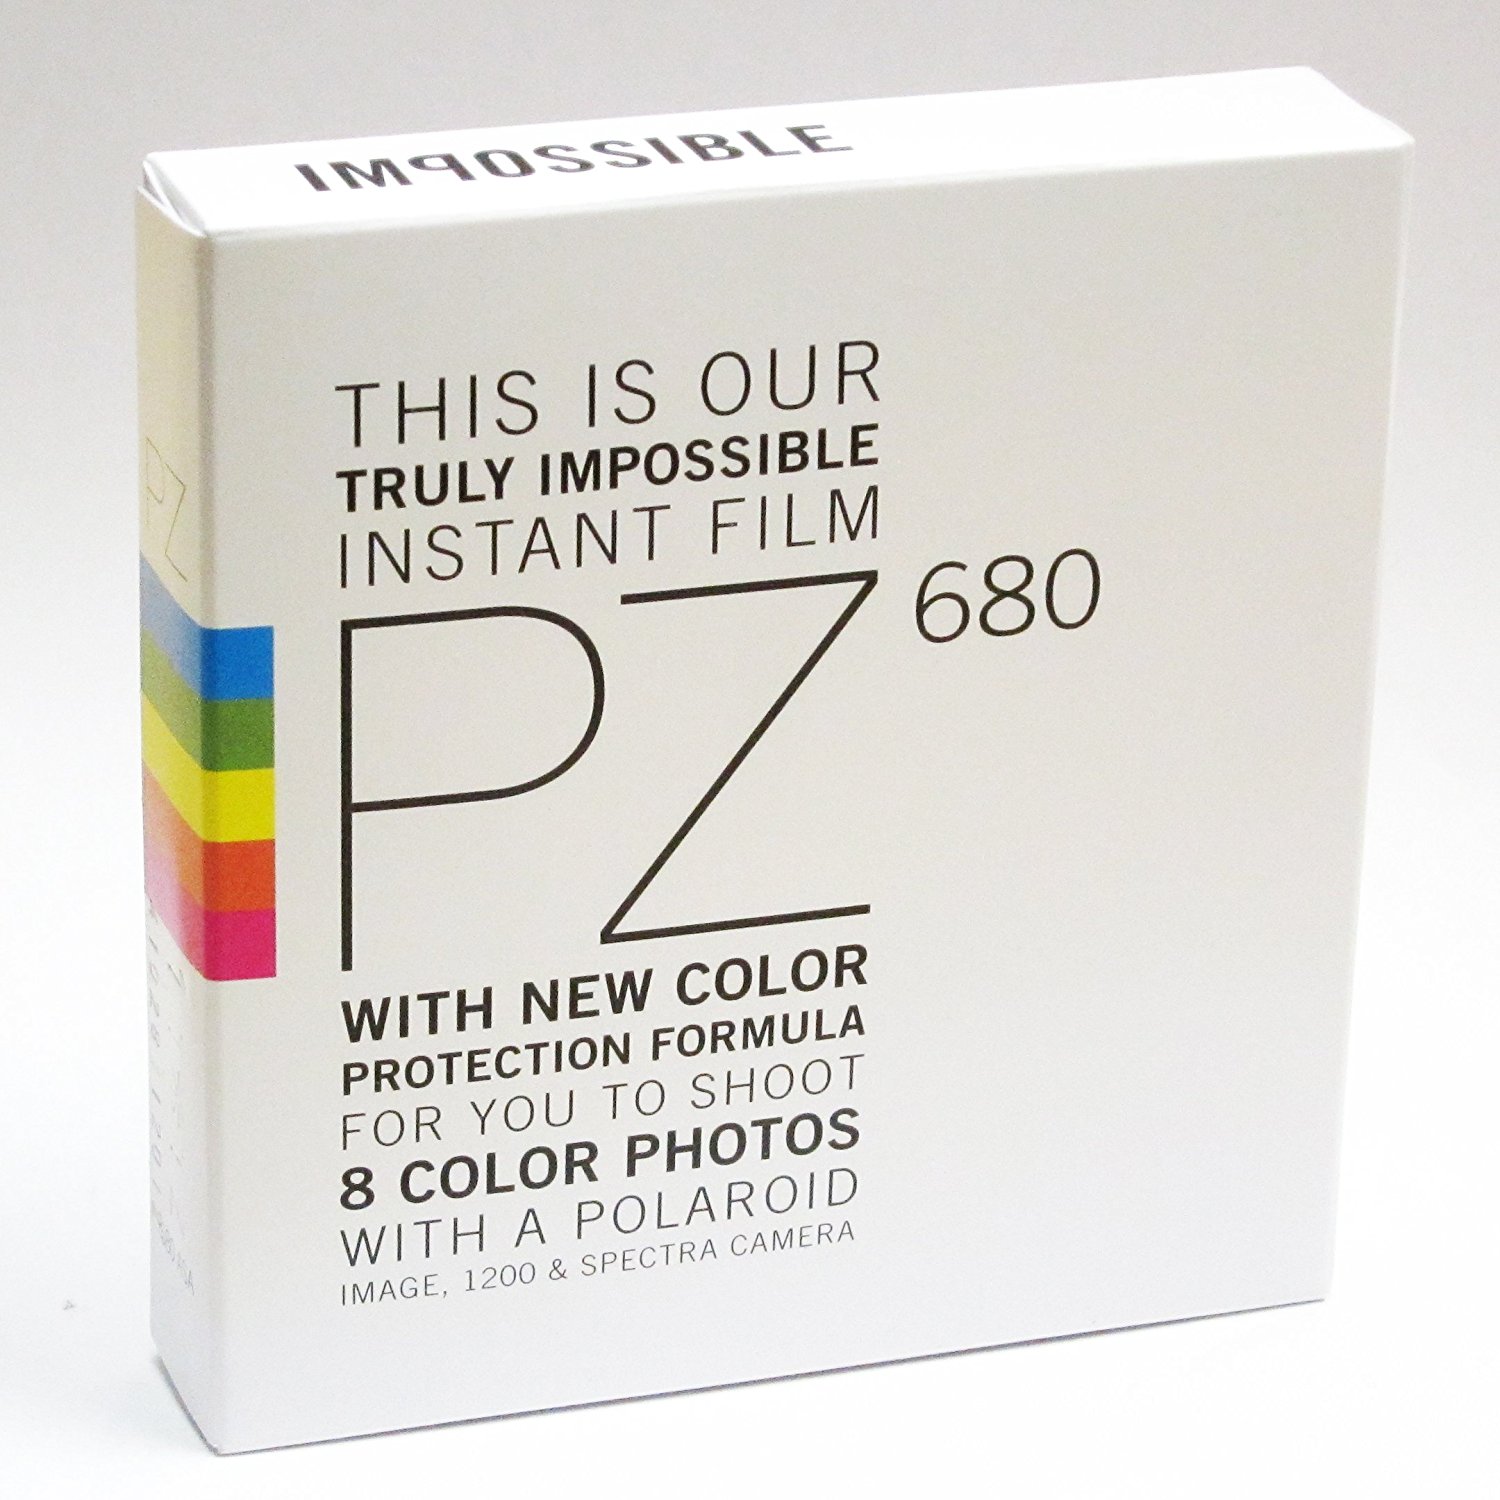 IMPOSSIBLE
THIS IS OUR
TRULY IMPOSSIBLE
INSTANT FILM
PZ 680
WITH NEW COLOR
PROTECTION FORMULA
FOR YOU TO SHOOT
8 COLOR PHOTOS
WITH A POLAROID
IMAGE, 1200 & SPECTRA CAMERA
PZ